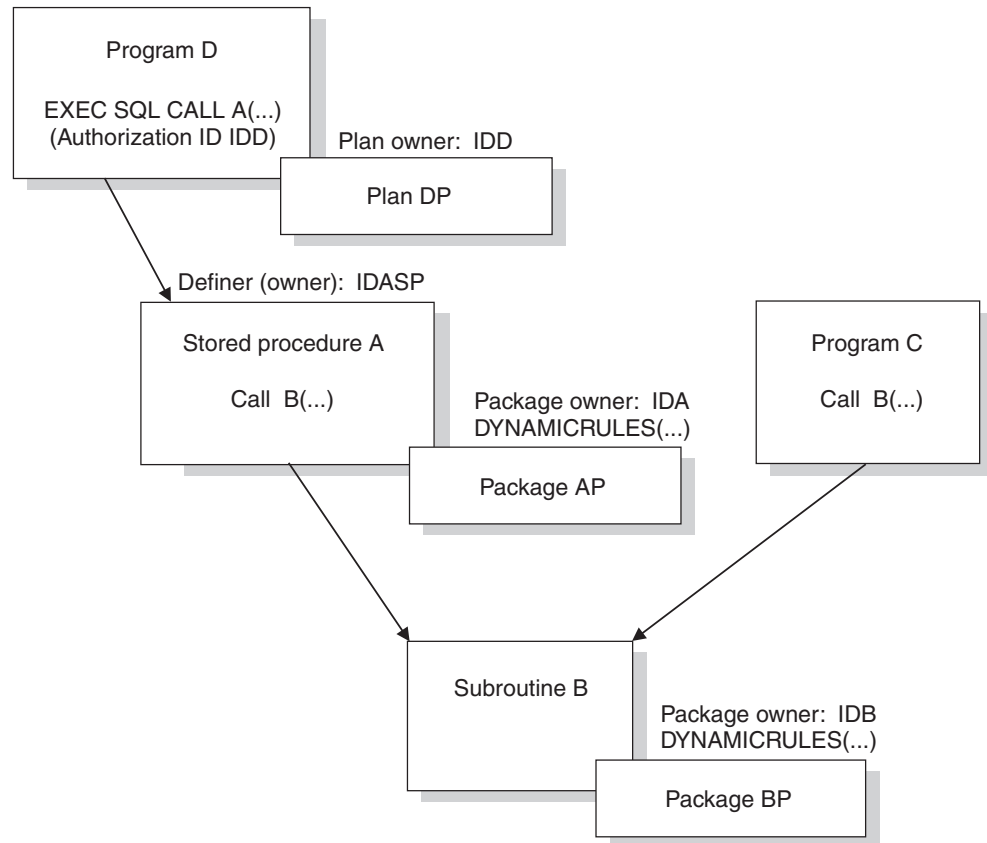 Program D
EXEC SQL CALL A(...)
(Authorization ID IDD)
Plan owner:  IDD
Plan DP
Definer (owner):  IDASP
Stored procedure A
Call  B(...)
Package owner:  IDA
DYNAMICRULES(...)
Package AP
Program C
Call  B(...)
Subroutine B
Package owner:  IDB
DYNAMICRULES(...)
Package BP